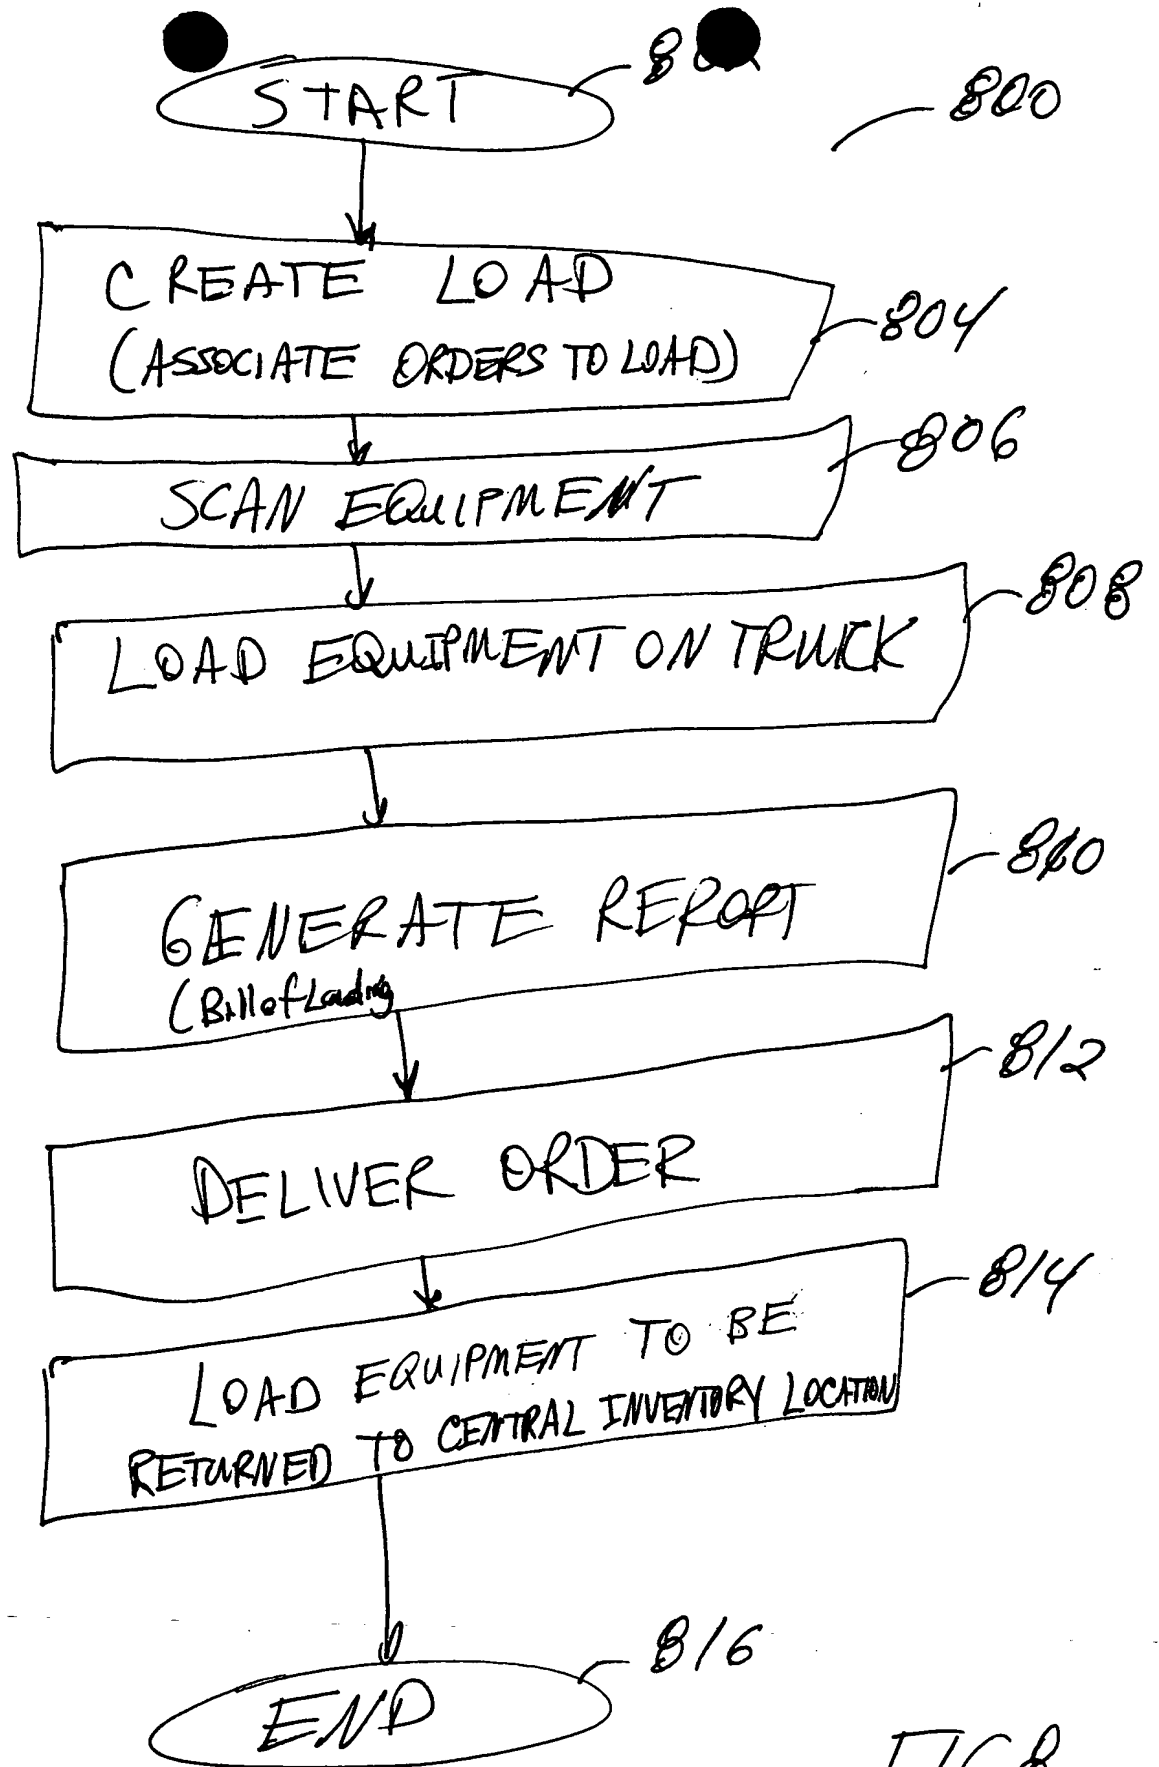 START
800
CREATE LOAD
(ASSOCIATE ORDERS TO LOAD)
804
806
SCAN EQUIPMENT
808
LOAD EQUIPMENT ON TRUCK
810
GENERATE REPORT
(Bill of Lading
812
DELIVER ORDER
814
LOAD EQUIPMENT TO BE
RETURNED TO CENTRAL INVENTORY LOCATION
816
END
FIG 8